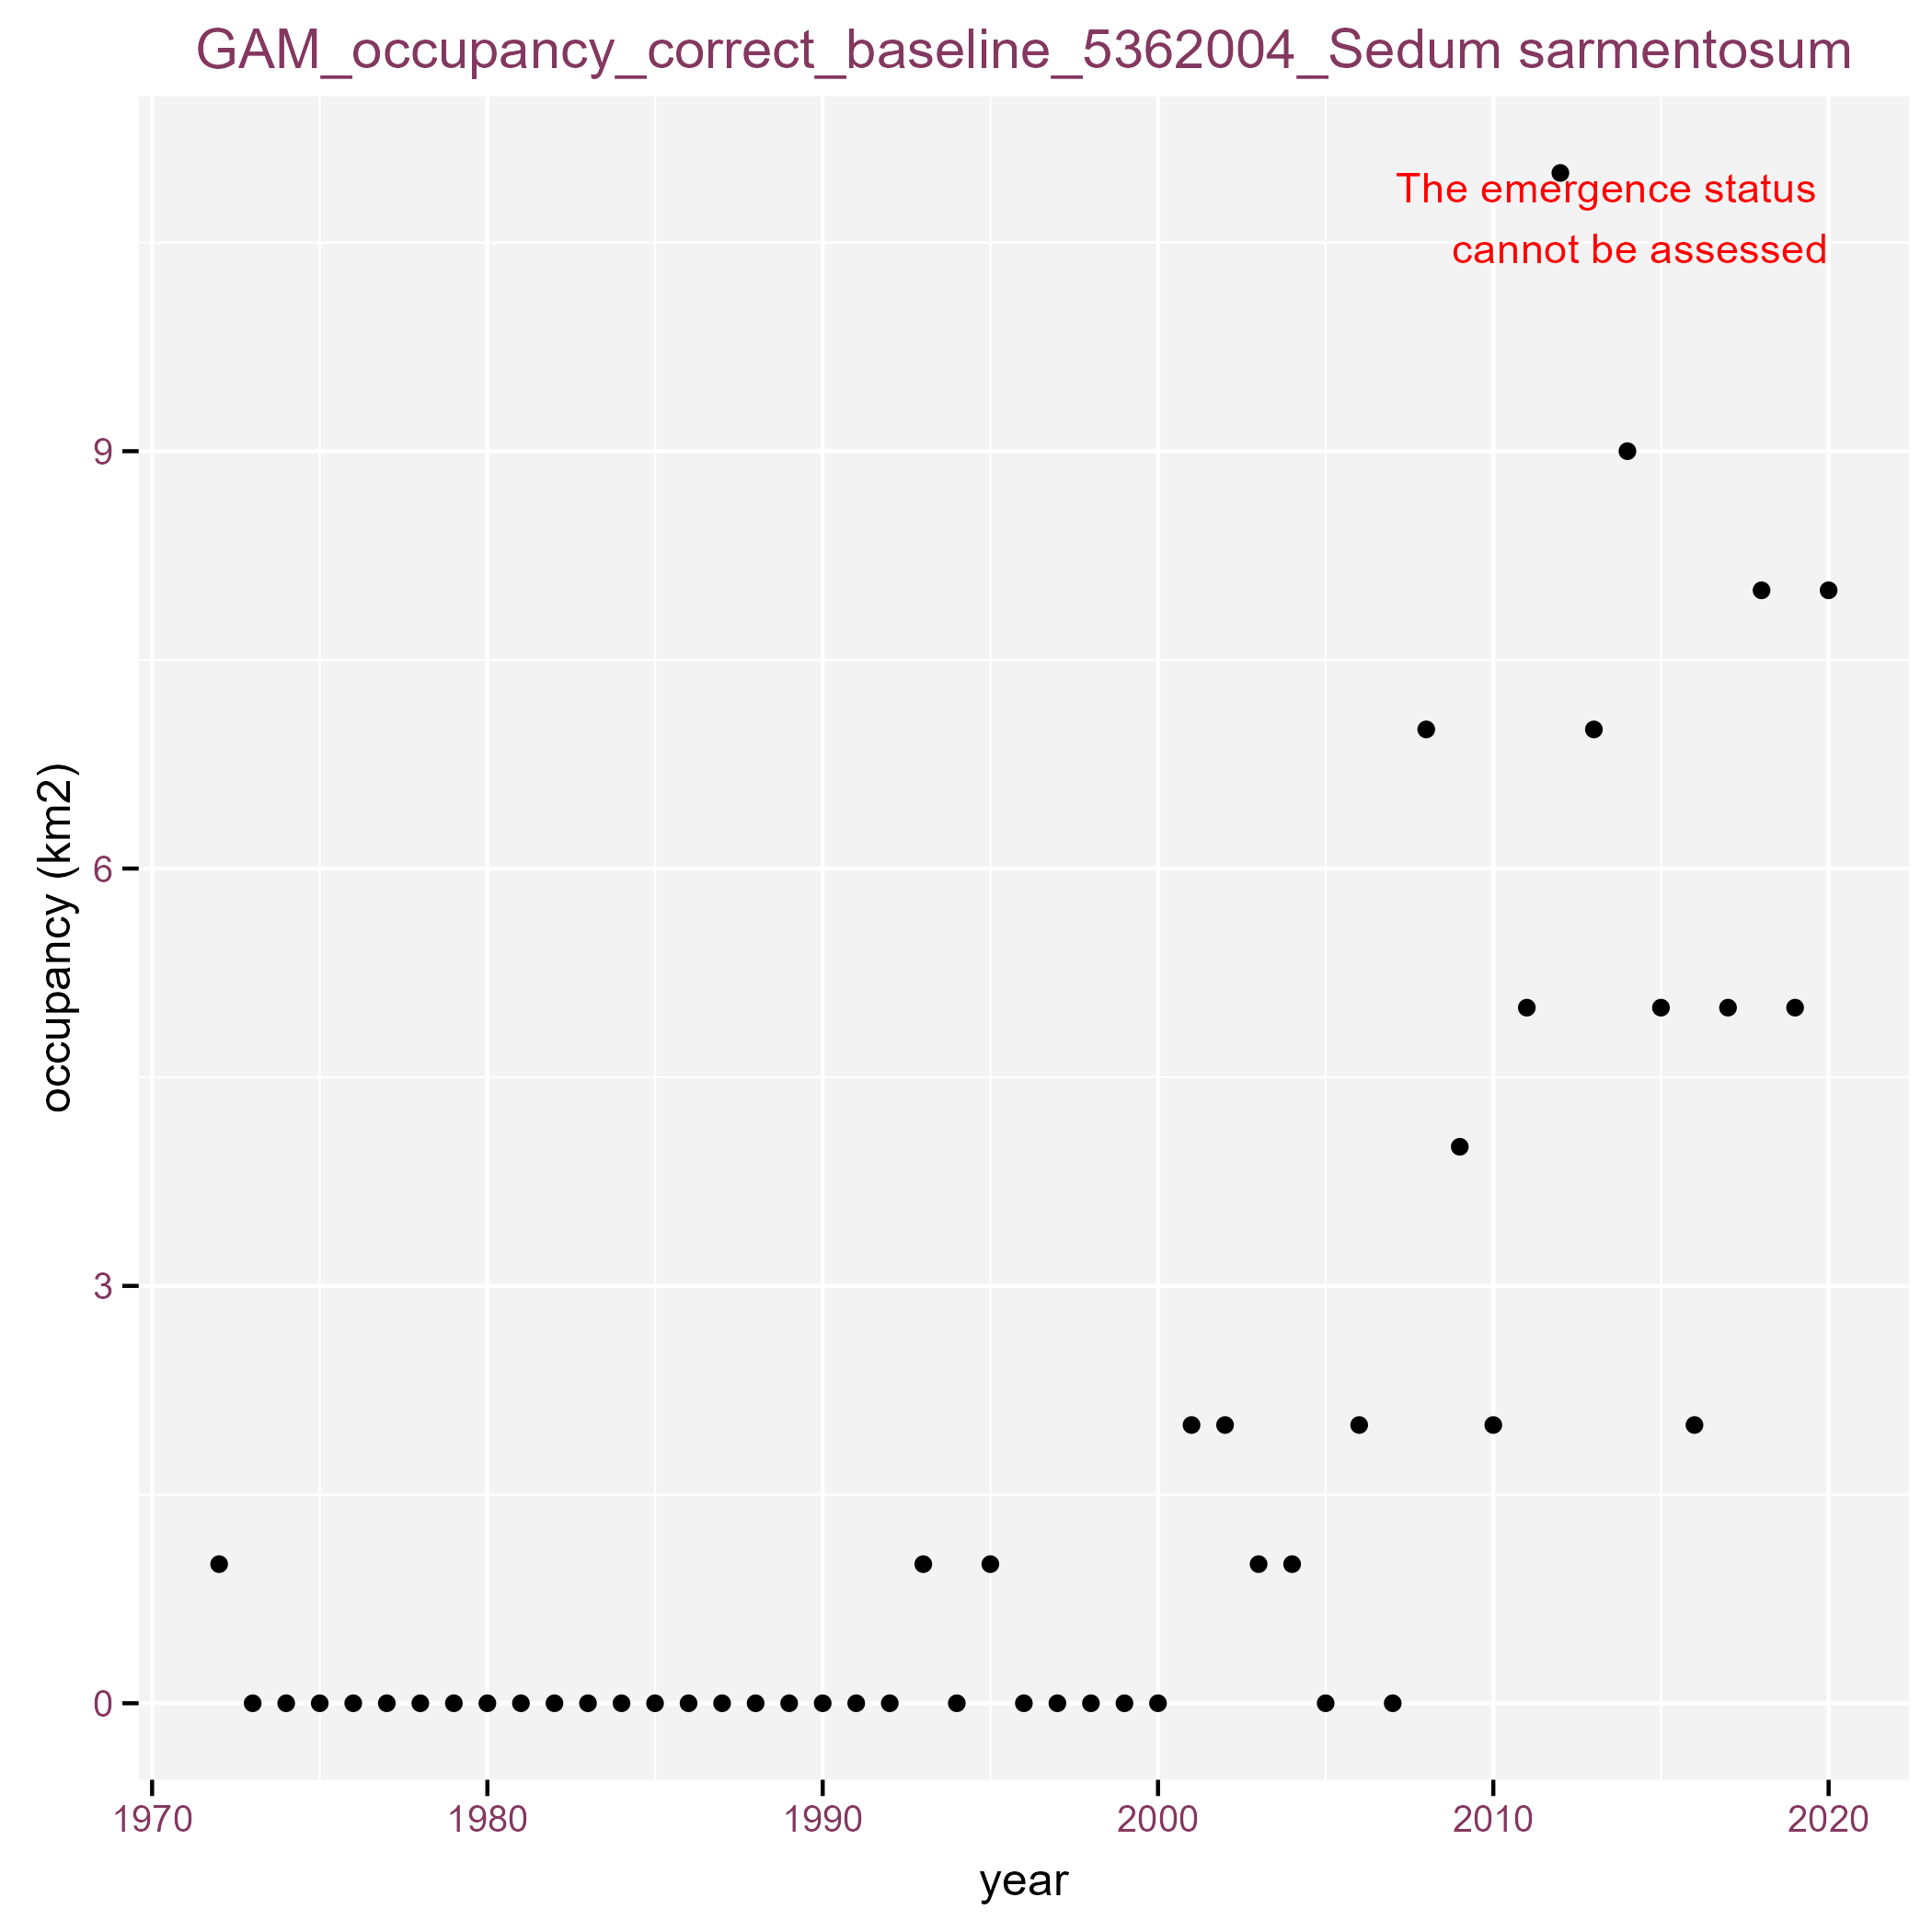 GAM_occupancy_correct_baseline_5362004_Sedum sarmentosum
The emergence status
cannot be assessed
9
6
3
0
occupancy (km2)
1970 1980 1990 2000 2010 2020
year